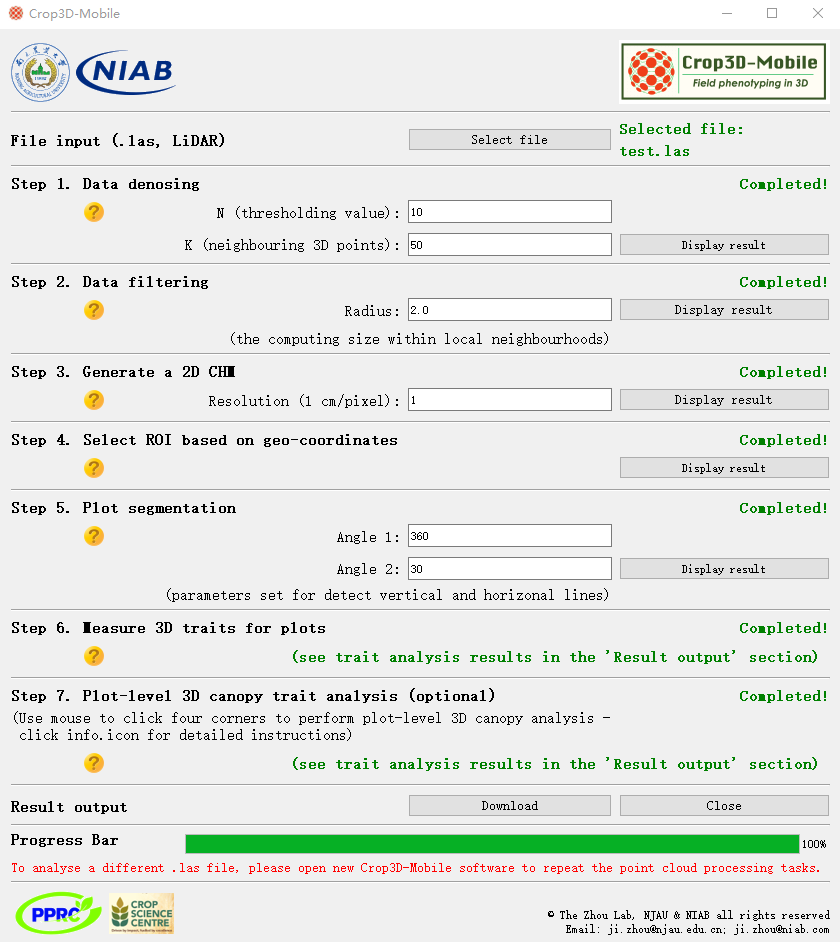 Crop3D-Mobile
NIAB
Crop3D-Mobile
Field phenotyping in 3D
File input (.las, LiDAR)
Select file
Selected file:
test.las
Step 1. Data denosing
Completed!
?
N (thresholding value):
10
K (neighbouring 3D points):
50
Display result
Step 2. Data filtering
Completed!
?
Radius:
2.0
Display result
(the computing size within local neighbourhoods)
Step 3. Generate a 2D CHM
Completed!
?
Resolution (1 cm/pixel):
1
Display result
Step 4. Select ROI based on geo-coordinates
Completed!
?
Display result
Step 5. Plot segmentation
Completed!
?
Angle 1:
360
Angle 2:
30
Display result
(parameters set for detect vertical and horizonal lines)
Step 6. Measure 3D traits for plots
Completed!
?
(see trait analysis results in the 'Result output' section)
Step 7. Plot-level 3D canopy trait analysis (optional)
Completed!
(Use mouse to click four corners to perform plot-level 3D canopy analysis -
click info.icon for detailed instructions)
?
(see trait analysis results in the 'Result output' section)
Result output
Download
Close
Progress Bar
100%
To analyse a different .las file, please open new Crop3D-Mobile software to repeat the point cloud processing tasks.
PPRC
CROP
SCIENCE
CENTRE
© The Zhou Lab, NJAU & NIAB all rights reserved
Email: ji.zhou@njau.edu.cn; ji.zhou@niab.com